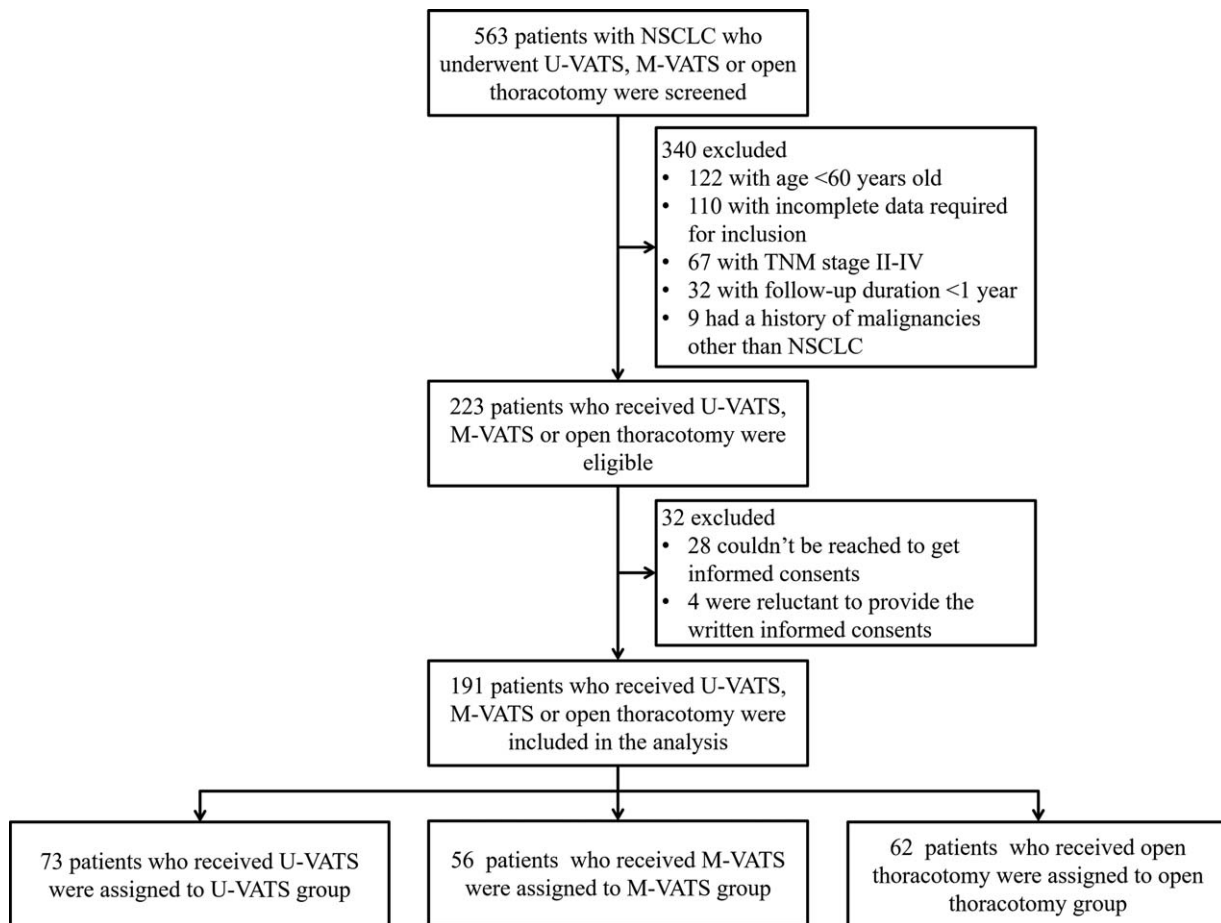 563 patients with NSCLC who
underwent U-VATS, M-VATS or open
thoracotomy were screened
340 excluded
• 122 with age <60 years old
• 110 with incomplete data required
for inclusion
• 67 with TNM stage II-IV
• 32 with follow-up duration <1 year
• 9 had a history of malignancies
other than NSCLC
223 patients who received U-VATS,
M-VATS or open thoracotomy were
eligible
32 excluded
• 28 couldn’t be reached to get
informed consents
• 4 were reluctant to provide the
written informed consents
191 patients who received U-VATS,
M-VATS or open thoracotomy were
included in the analysis
73 patients who received U-VATS
were assigned to U-VATS group
56 patients who received M-VATS
were assigned to M-VATS group
62 patients who received open
thoracotomy were assigned to open
thoracotomy group